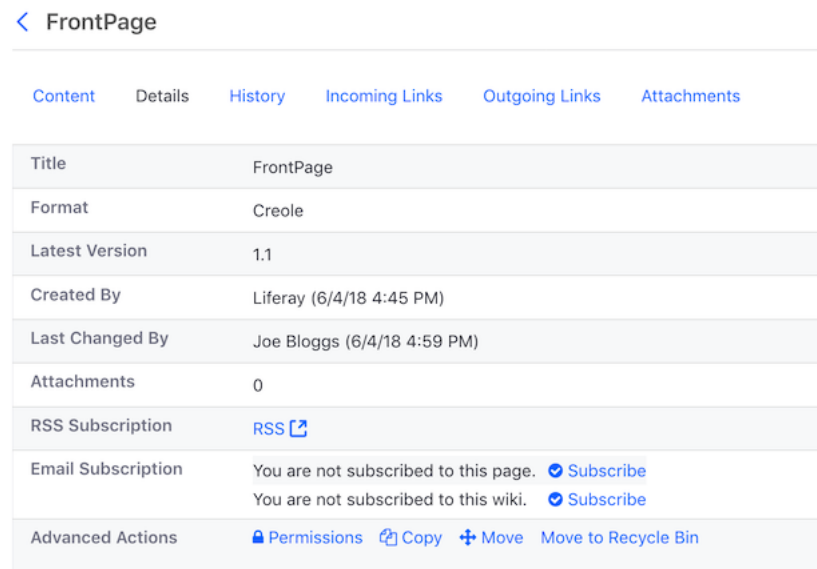 FrontPage
Content Details History Incoming Links Outgoing Links Attachments
Title FrontPage
Format Creole
Latest Version 1.1
Created By Liferay (6/4/18 4:45 PM)
Last Changed By Joe Bloggs (6/4/18 4:59 PM)
Attachments 0
RSS Subscription RSS
Email Subscription You are not subscribed to this page. Subscribe
You are not subscribed to this wiki. Subscribe
Advanced Actions Permissions Copy Move Move to Recycle Bin